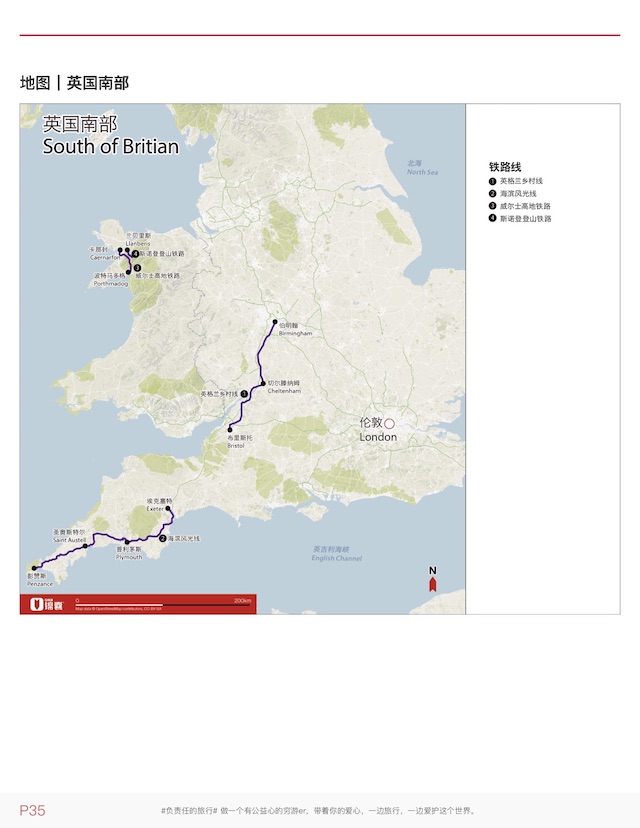 地图 | 英国南部
英国南部
South of Britian
北海
North Sea
兰贝里斯
Llanberis
卡那封
Caernarfon
4 斯诺登登山铁路
3
波特马多格
威尔士高地铁路
Porthmadog
伯明翰
Birmingham
切尔滕纳姆
Cheltenham
英格兰乡村线 1
布里斯托
Bristol
伦敦
London
埃克塞特
Exeter
圣奥斯特尔
Saint Austell
2 海滨风光线
普利茅斯
Plymouth
彭赞斯
Penzance
英吉利海峡
English Channel
N
穷游锦囊
0 200km
Map data © OpenStreetMap contributors, CC-BY-SA
铁路线
1 英格兰乡村线
2 海滨风光线
3 威尔士高地铁路
4 斯诺登登山铁路
P35
#负责任的旅行# 做一个有公益心的穷游er，带着你的爱心，一边旅行，一边爱护这个世界。